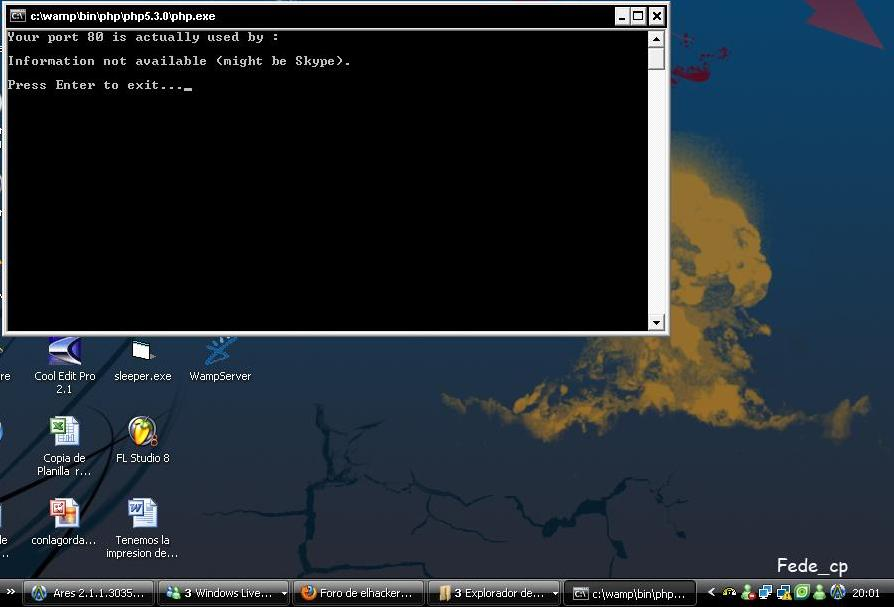 c:\wamp\bin\php\php5.3.0\php.exe
Your port 80 is actually used by :
Information not available (might be Skype).
Press Enter to exit..._
re
Cool Edit Pro
2.1
sleeper.exe
WampServer
Copia de
Planilla r...
FL Studio 8
le
...
conlagorda...
Tenemos la
impresion de...
Fede_cp
»
Ares 2.1.1.3035...
3 Windows Live...
Foro de elhacker...
3 Explorador de...
c:\wamp\bin\php...
<
20:01